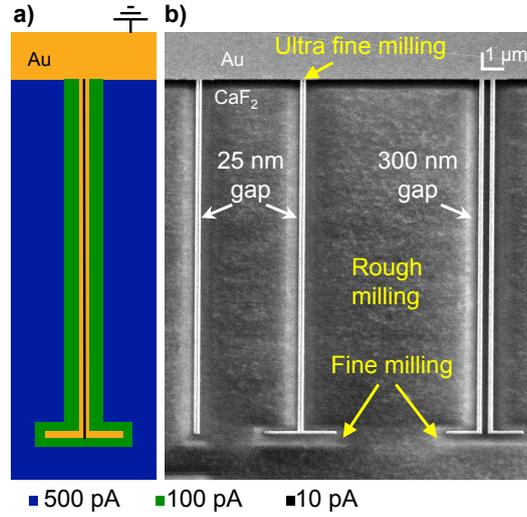 a)
b)
Au
Au
Ultra fine milling
1 µm
CaF₂
25 nm
gap
300 nm
gap
Rough
milling
Fine milling
500 pA
100 pA
10 pA